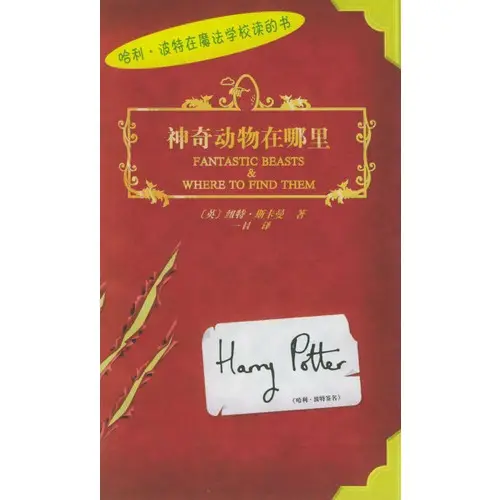 哈利·波特在魔法学校读的书
神奇动物在哪里
FANTASTIC BEASTS
&
WHERE TO FIND THEM
〔英〕纽特·斯卡曼 著
一目 译
Harry Potter
(哈利·波特签名)